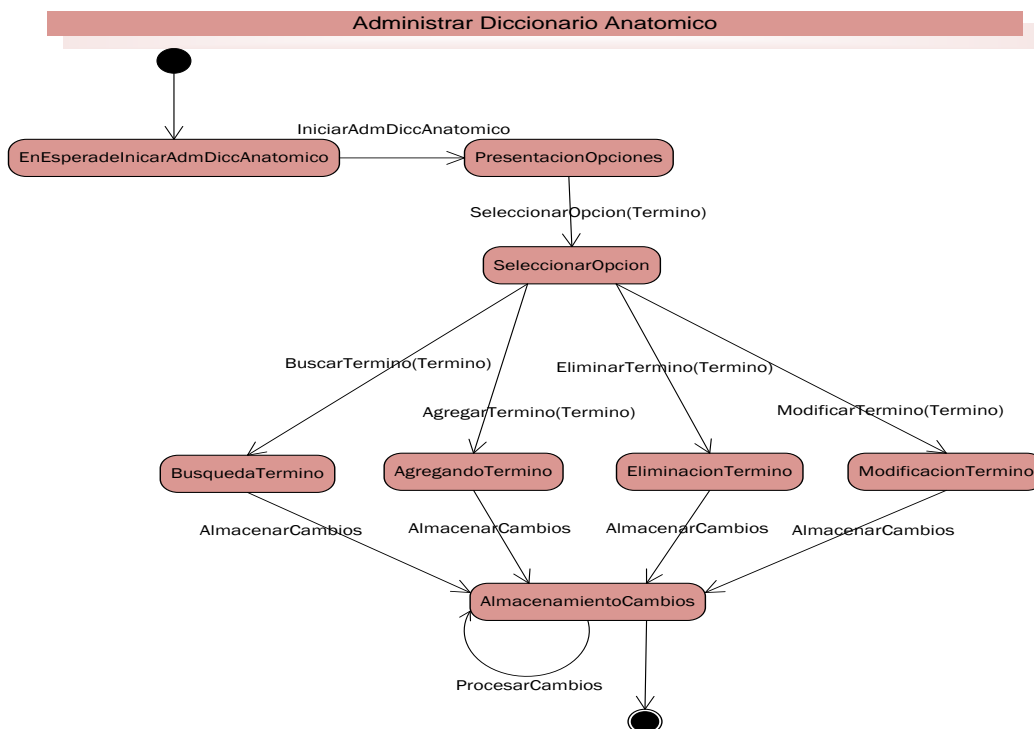 Administrar Diccionario Anatomico
IniciarAdmDiccAnatomico
EnEsperadeInicarAdmDiccAnatomico
PresentacionOpciones
SeleccionarOpcion(Termino)
SeleccionarOpcion
BuscarTermino(Termino)
EliminarTermino(Termino)
AgregarTermino(Termino)
ModificarTermino(Termino)
BusquedaTermino
AgregandoTermino
EliminacionTermino
ModificacionTermino
AlmacenarCambios
AlmacenarCambios
AlmacenarCambios
AlmacenarCambios
AlmacenamientoCambios
ProcesarCambios